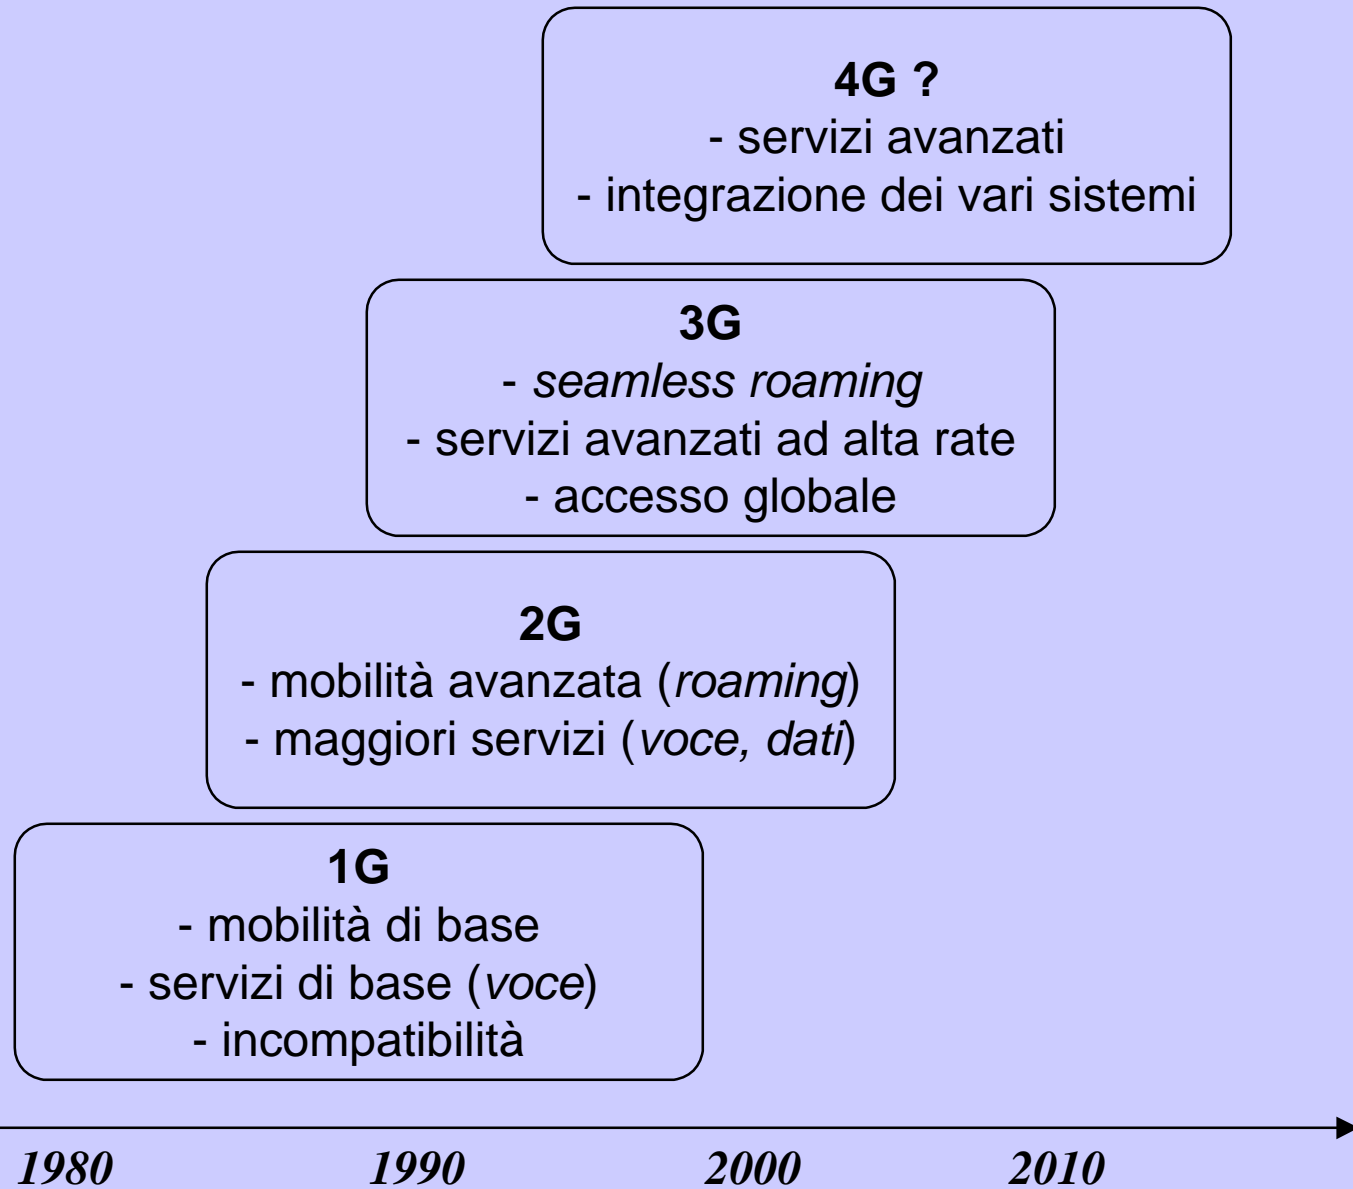 4G ?
- servizi avanzati
- integrazione dei vari sistemi
3G
- seamless roaming
- servizi avanzati ad alta rate
- accesso globale
2G
- mobilità avanzata (roaming)
- maggiori servizi (voce, dati)
1G
- mobilità di base
- servizi di base (voce)
- incompatibilità
1980 1990 2000 2010